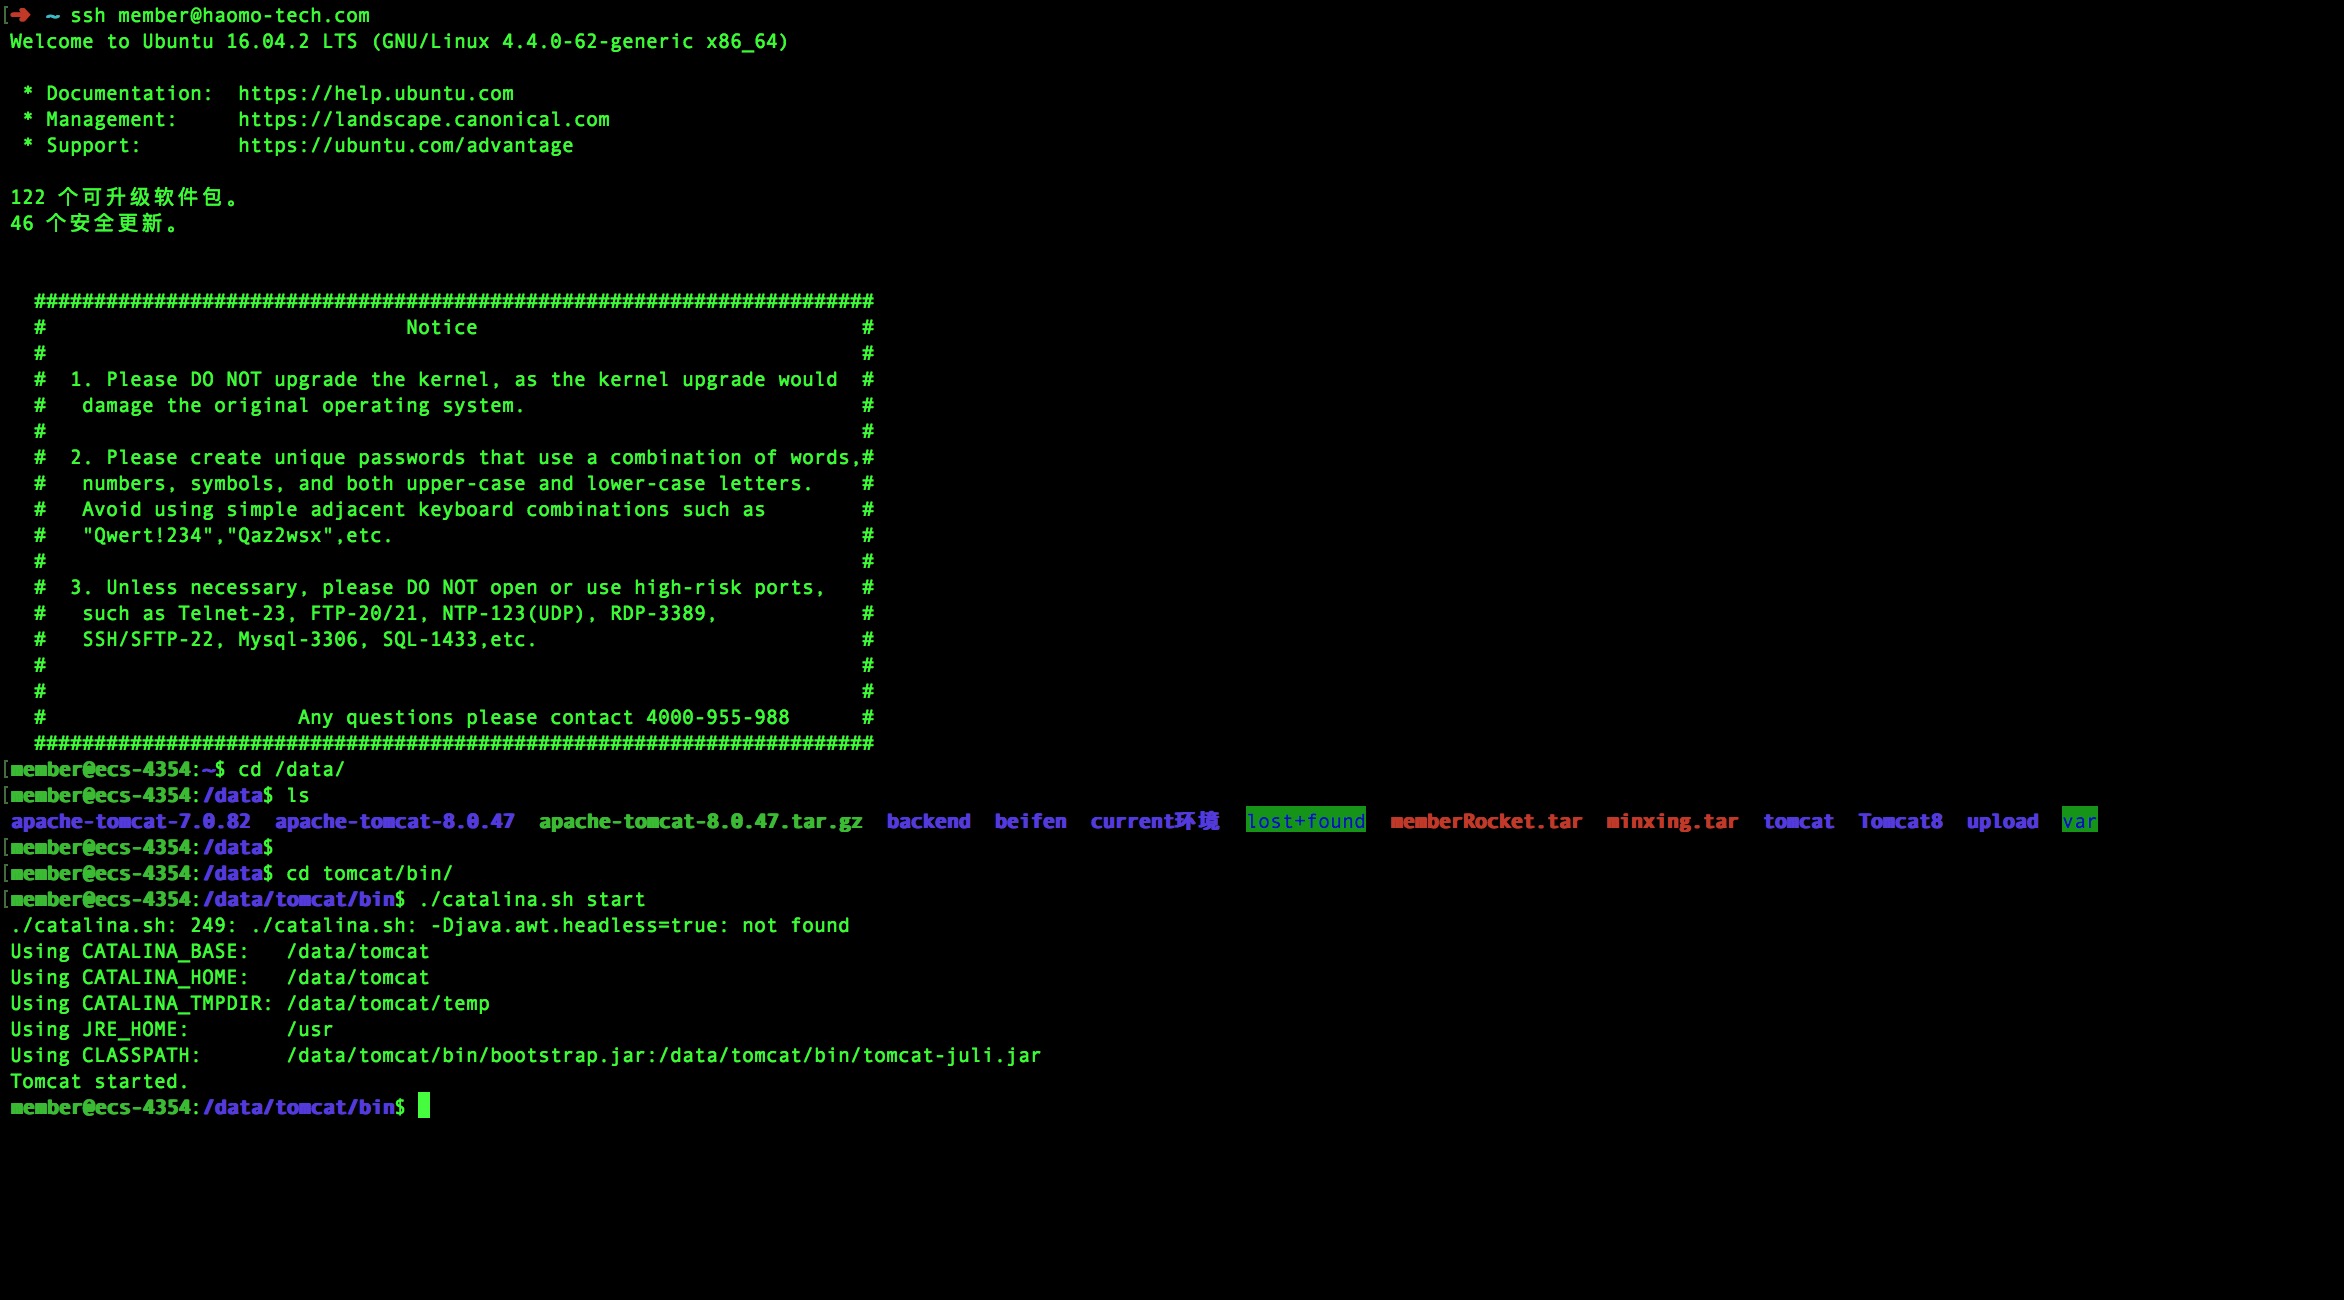 [➜ ~ ssh member@haomo-tech.com
Welcome to Ubuntu 16.04.2 LTS (GNU/Linux 4.4.0-62-generic x86_64)
* Documentation:  https://help.ubuntu.com
* Management:     https://landscape.canonical.com
* Support:        https://ubuntu.com/advantage
122 个可升级软件包。
46 个安全更新。
######################################################################
#                              Notice                                #
#                                                                    #
#  1. Please DO NOT upgrade the kernel, as the kernel upgrade would  #
#   damage the original operating system.                            #
#                                                                    #
#  2. Please create unique passwords that use a combination of words,#
#   numbers, symbols, and both upper-case and lower-case letters.    #
#   Avoid using simple adjacent keyboard combinations such as        #
#   "Qwert!234","Qaz2wsx",etc.                                       #
#                                                                    #
#  3. Unless necessary, please DO NOT open or use high-risk ports,   #
#   such as Telnet-23, FTP-20/21, NTP-123(UDP), RDP-3389,            #
#   SSH/SFTP-22, Mysql-3306, SQL-1433,etc.                           #
#                                                                    #
#                                                                    #
#                     Any questions please contact 4000-955-988      #
######################################################################
[member@ecs-4354:~$ cd /data/
[member@ecs-4354:/data$ ls
apache-tomcat-7.0.82  apache-tomcat-8.0.47  apache-tomcat-8.0.47.tar.gz  backend  beifen  current环境  lost+found  memberRocket.tar  minxing.tar  tomcat  Tomcat8  upload  var
[member@ecs-4354:/data$
[member@ecs-4354:/data$ cd tomcat/bin/
[member@ecs-4354:/data/tomcat/bin$ ./catalina.sh start
./catalina.sh: 249: ./catalina.sh: -Djava.awt.headless=true: not found
Using CATALINA_BASE:   /data/tomcat
Using CATALINA_HOME:   /data/tomcat
Using CATALINA_TMPDIR: /data/tomcat/temp
Using JRE_HOME:        /usr
Using CLASSPATH:       /data/tomcat/bin/bootstrap.jar:/data/tomcat/bin/tomcat-juli.jar
Tomcat started.
member@ecs-4354:/data/tomcat/bin$